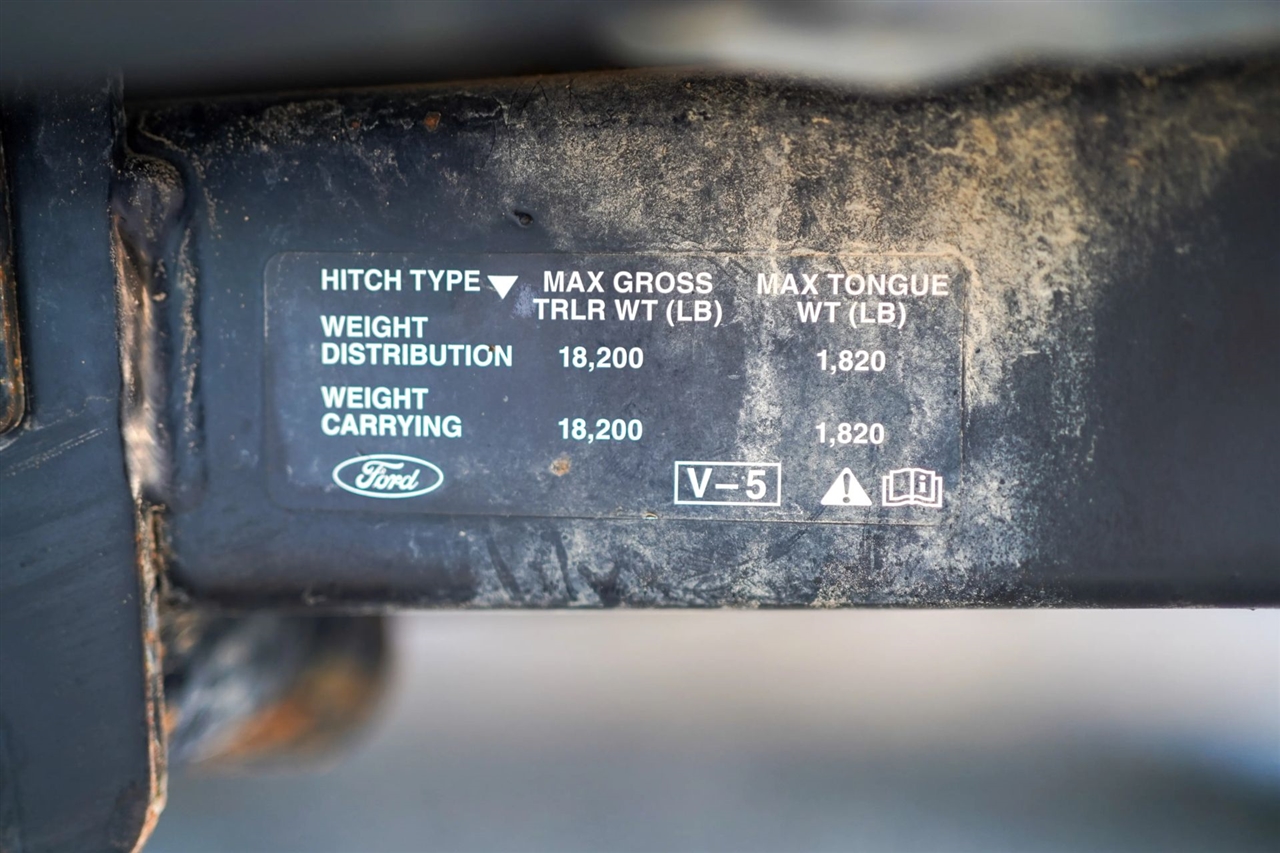 HITCH TYPE ▼ MAX GROSS TRLR WT (LB) MAX TONGUE WT (LB)
WEIGHT DISTRIBUTION 18,200 1,820
WEIGHT CARRYING 18,200 1,820
Ford V-5